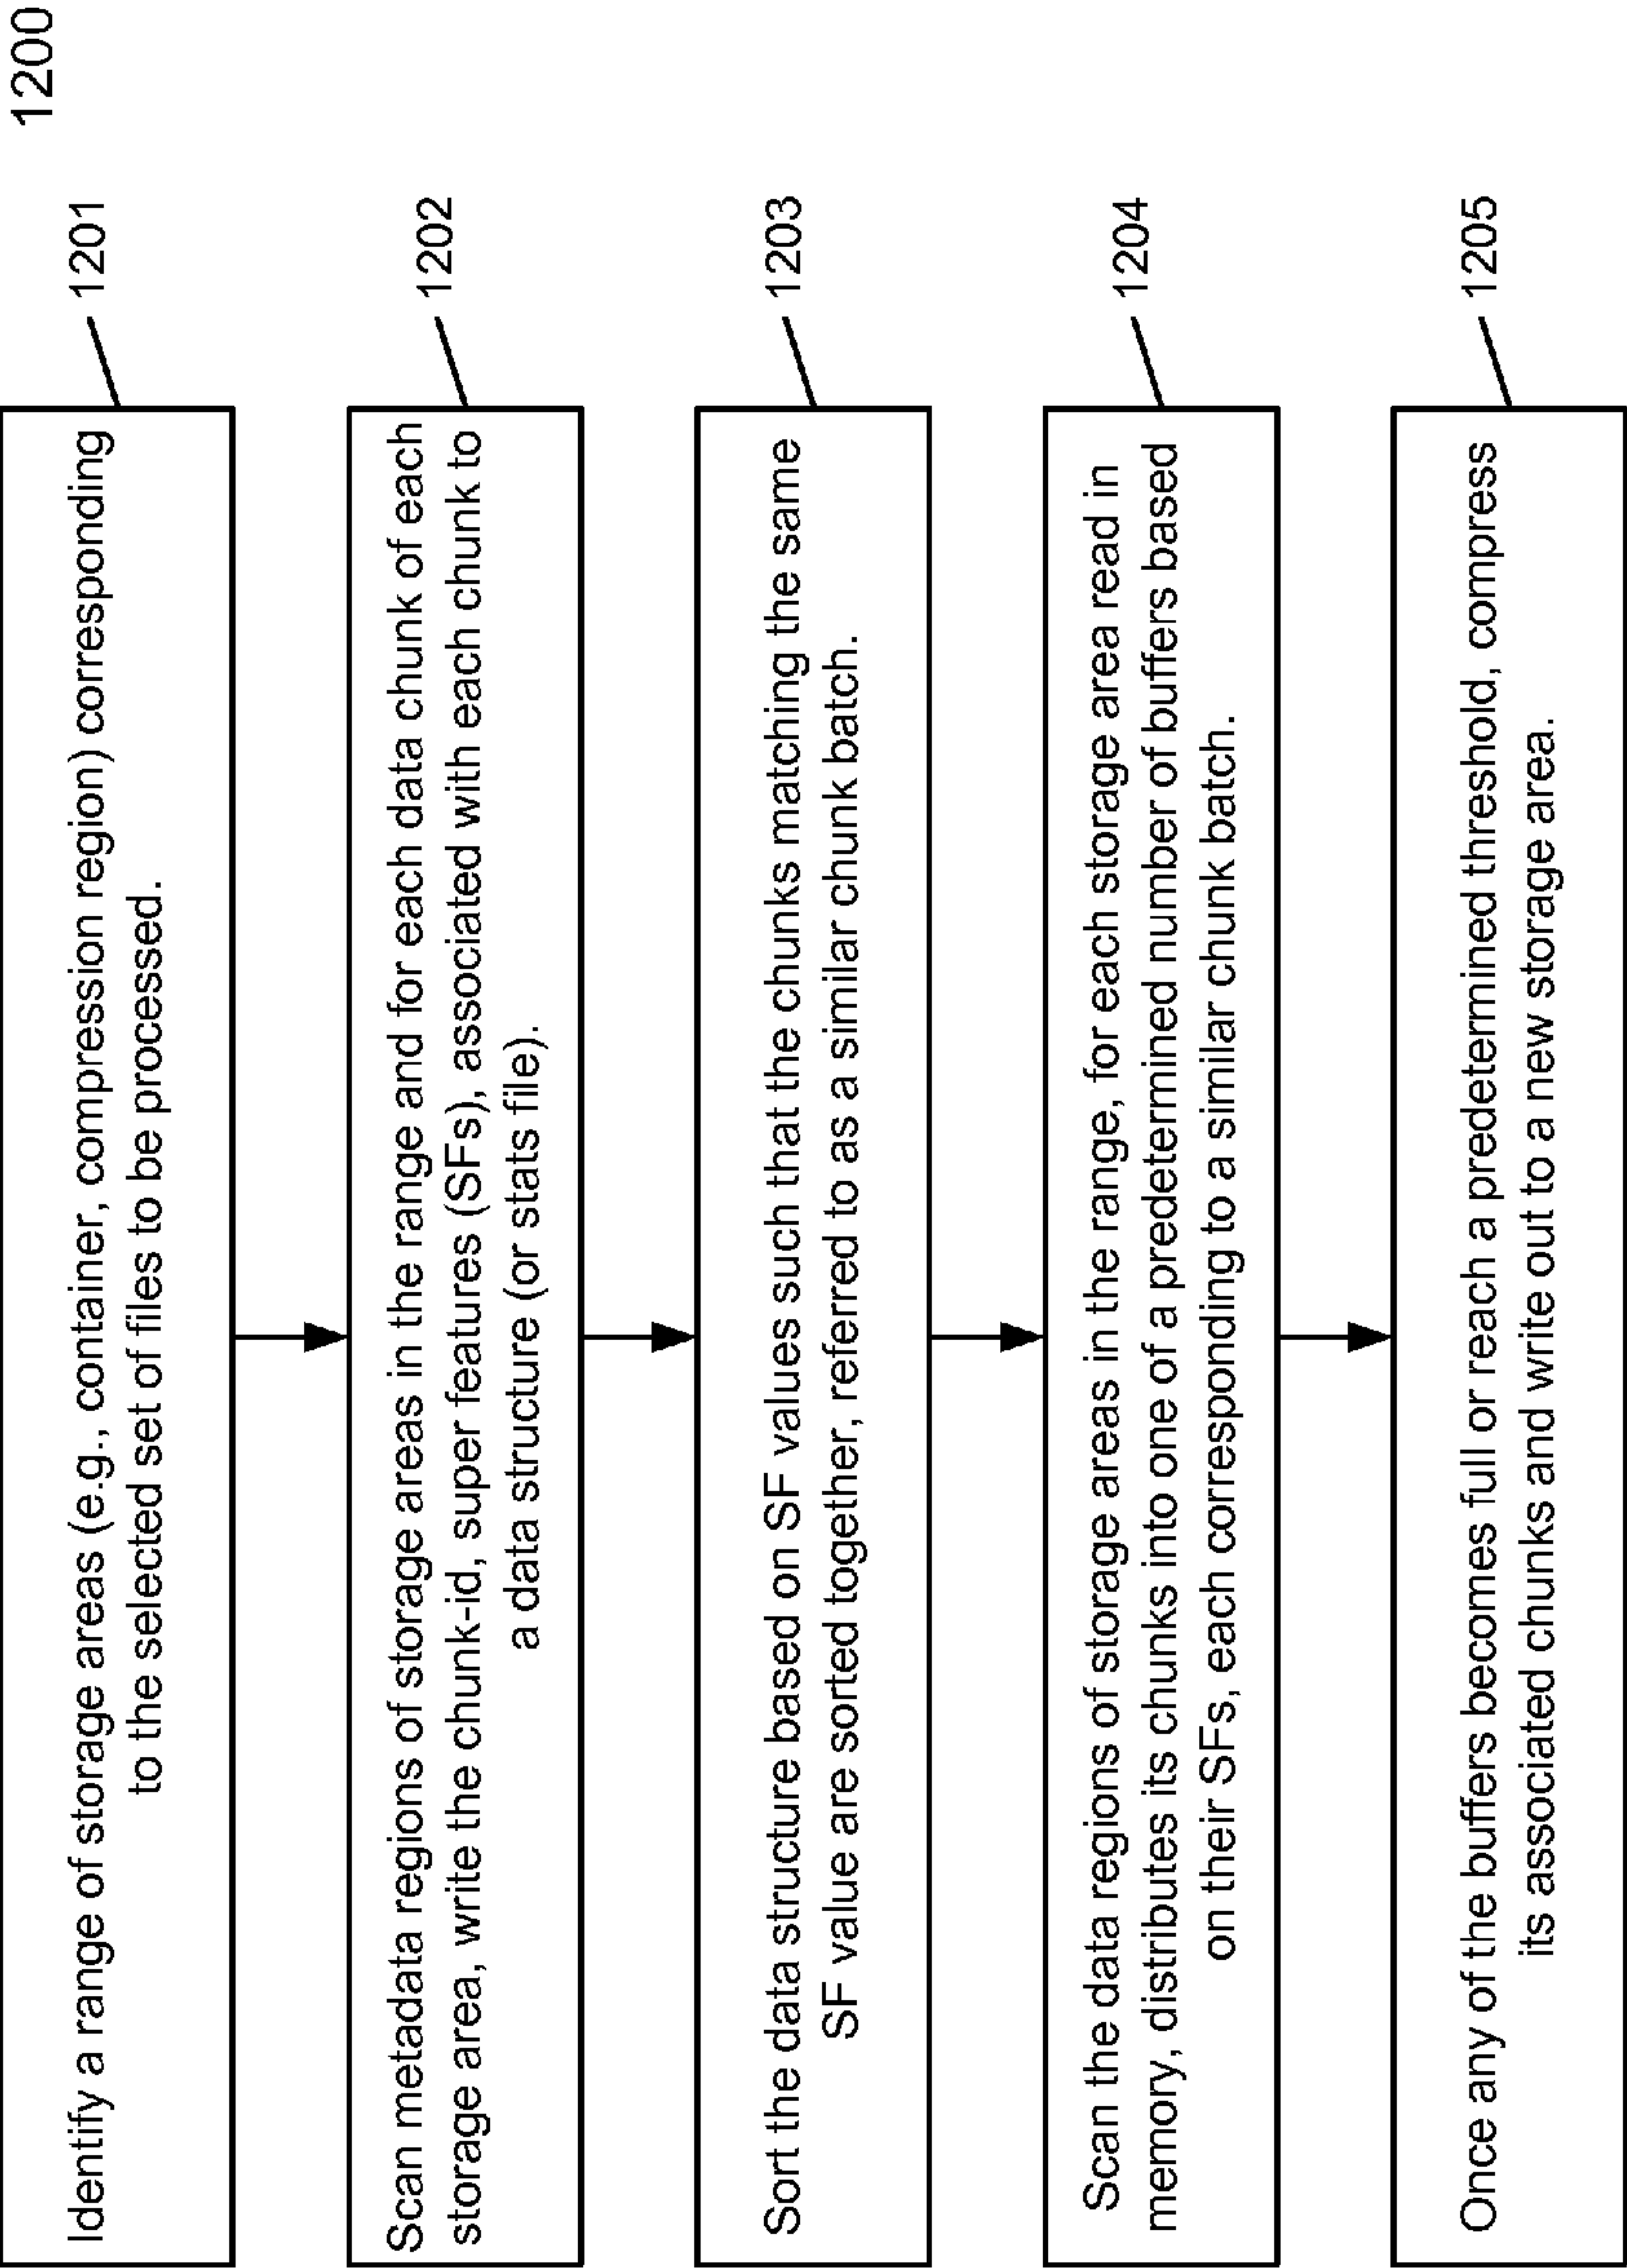 1200
Identify a range of storage areas (e.g., container, compression region) corresponding
to the selected set of files to be processed.
1201
Scan metadata regions of storage areas in the range and for each data chunk of each
storage area, write the chunk-id, super features (SFs), associated with each chunk to
a data structure (or stats file).
1202
Sort the data structure based on SF values such that the chunks matching the same
SF value are sorted together, referred to as a similar chunk batch.
1203
Scan the data regions of storage areas in the range, for each storage area read in
memory, distributes its chunks into one of a predetermined number of buffers based
on their SFs, each corresponding to a similar chunk batch.
1204
Once any of the buffers becomes full or reach a predetermined threshold, compress
its associated chunks and write out to a new storage area.
1205